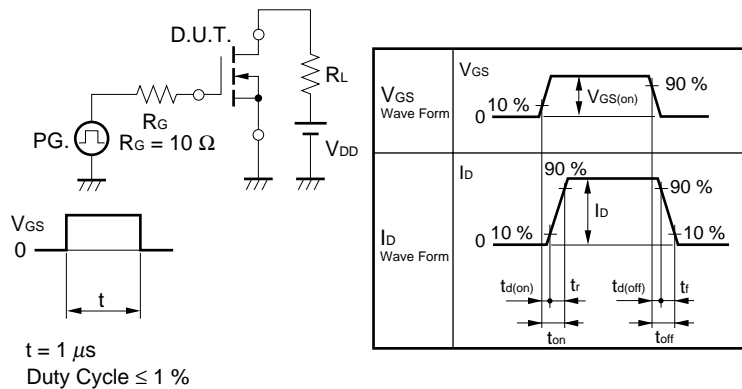 D.U.T.
RL
RG
PG.
RG = 10 Ω
VDD
VGS
0
t
t = 1 μs
Duty Cycle ≤ 1 %
VGS
Wave Form
VGS
10 %
0
VGS(on)
90 %
ID
Wave Form
ID
90 %
90 %
0
10 %
ID
10 %
td(on)
tr
td(off)
tf
ton
toff